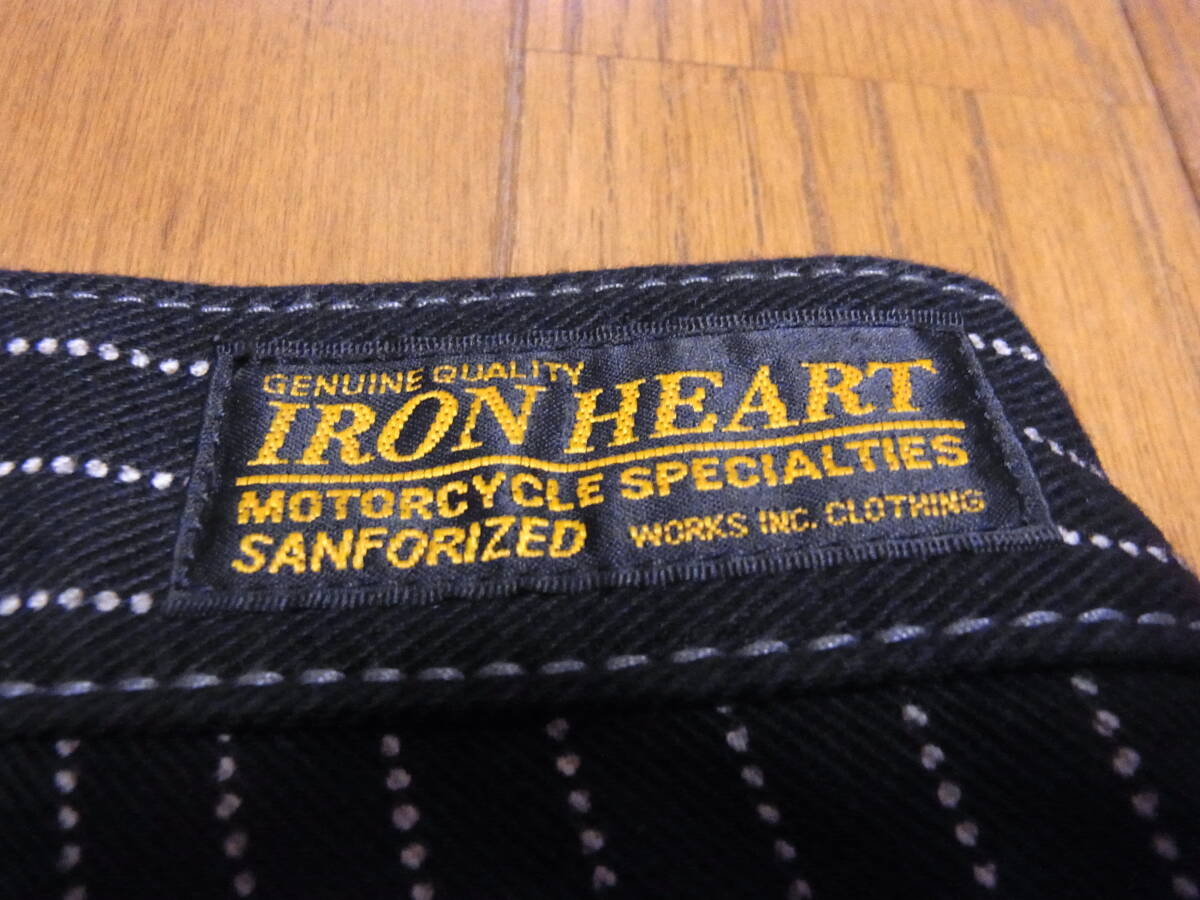 GENUINE QUALITY
IRON HEART
MOTORCYCLE SPECIALTIES
SANFORIZED WORKS INC. CLOTHING